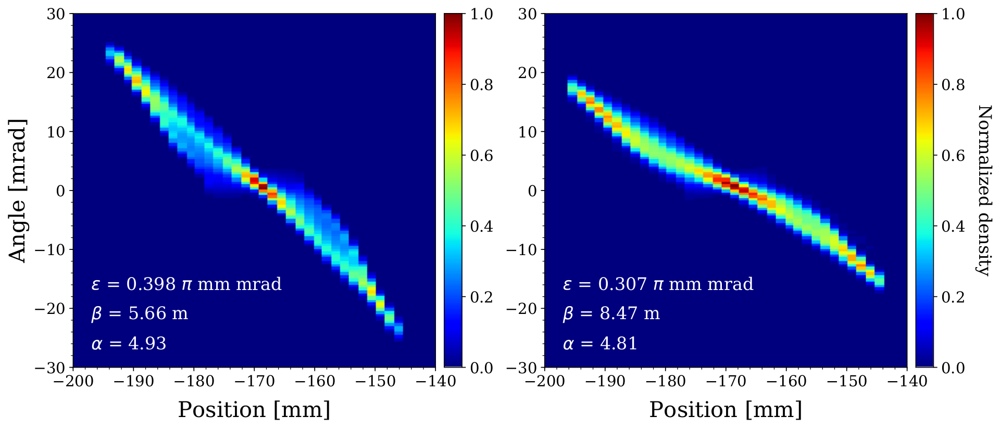 Angle [mrad]
30
20
10
0
−10
−20
−30
ε = 0.398 π mm mrad
β = 5.66 m
α = 4.93
−200 −190 −180 −170 −160 −150 −140
Position [mm]
1.0
0.8
0.6
0.4
0.2
0.0
30
20
10
0
−10
−20
−30
ε = 0.307 π mm mrad
β = 8.47 m
α = 4.81
−200 −190 −180 −170 −160 −150 −140
Position [mm]
1.0
0.8
0.6
0.4
0.2
0.0
Normalized density